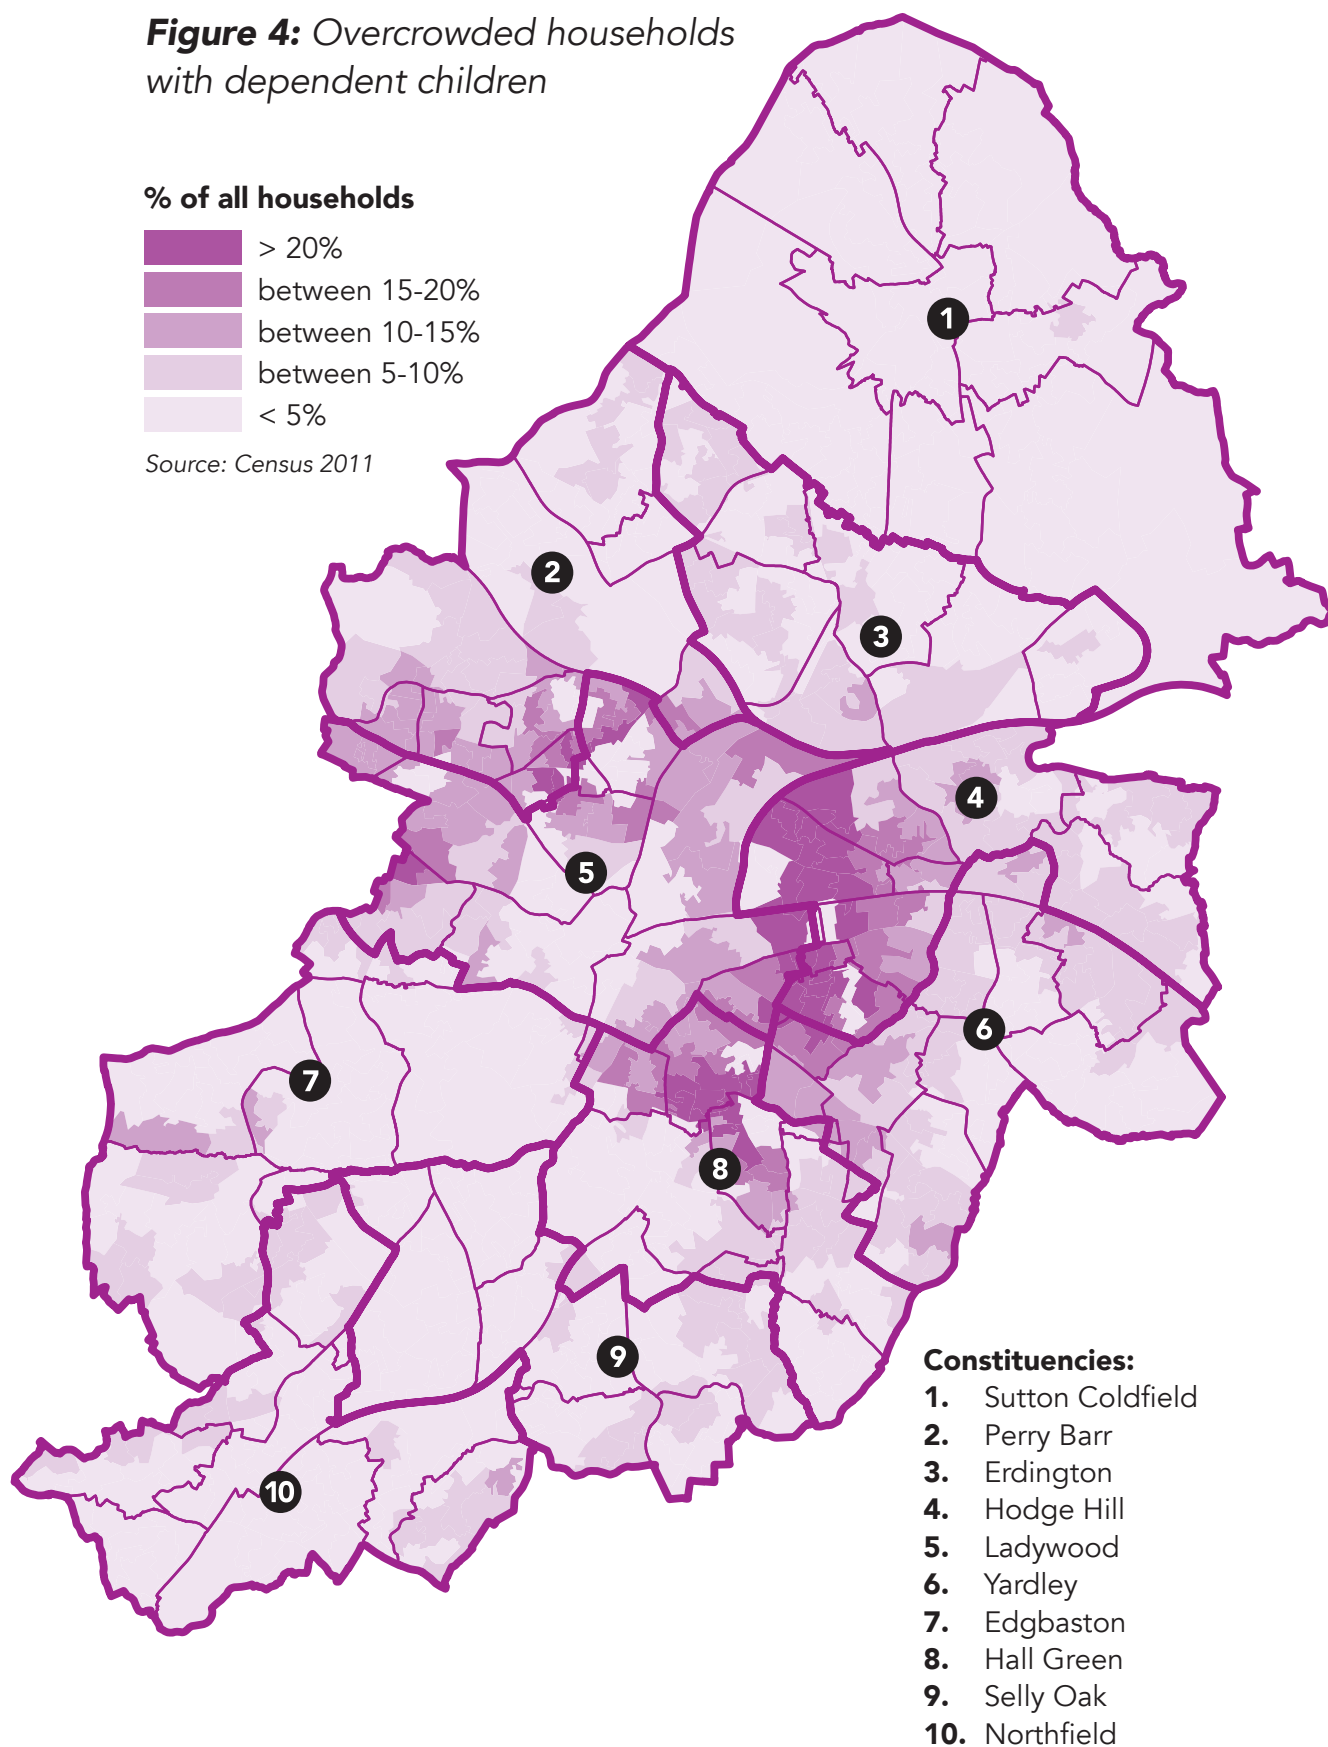 Figure 4: Overcrowded households
with dependent children
% of all households
> 20%
between 15-20%
between 10-15%
between 5-10%
< 5%
Source: Census 2011
1
2
3
4
5
6
7
8
9
10
Constituencies:
1. Sutton Coldfield
2. Perry Barr
3. Erdington
4. Hodge Hill
5. Ladywood
6. Yardley
7. Edgbaston
8. Hall Green
9. Selly Oak
10. Northfield